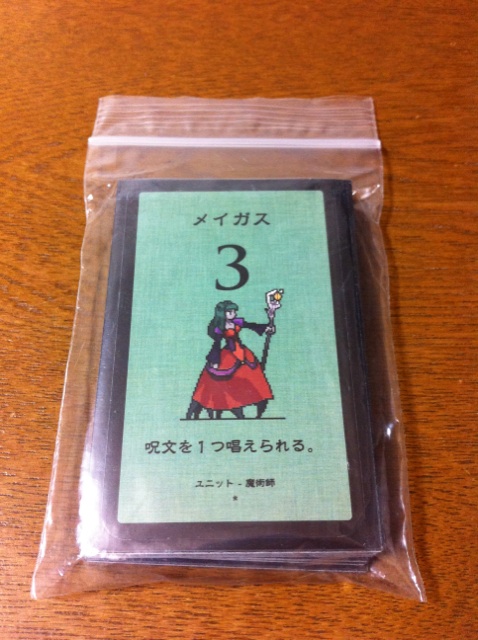 メイガス
3
呪文を1つ唱えられる。
ユニット - 魔術師
*